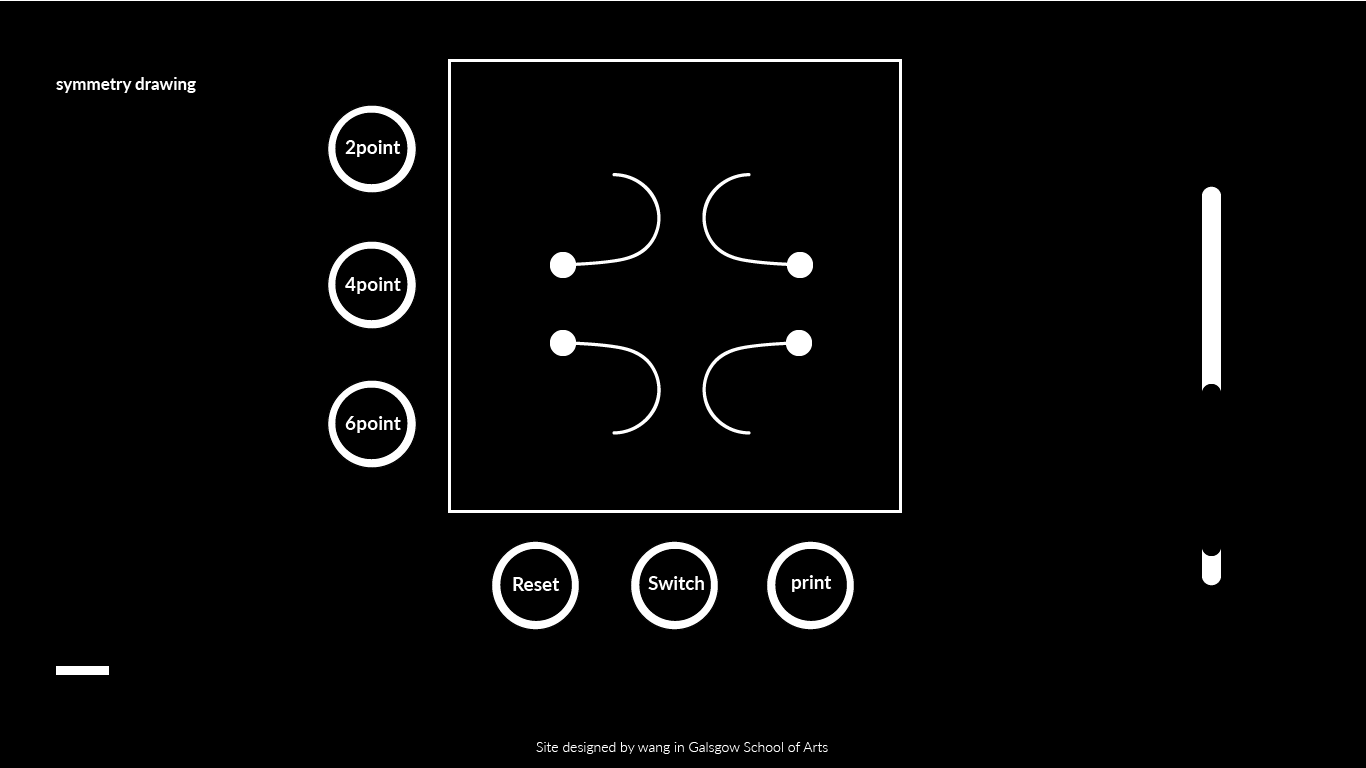 symmetry drawing
2point
4point
6point
Reset
Switch
print
Site designed by wang in Galsgow School of Arts